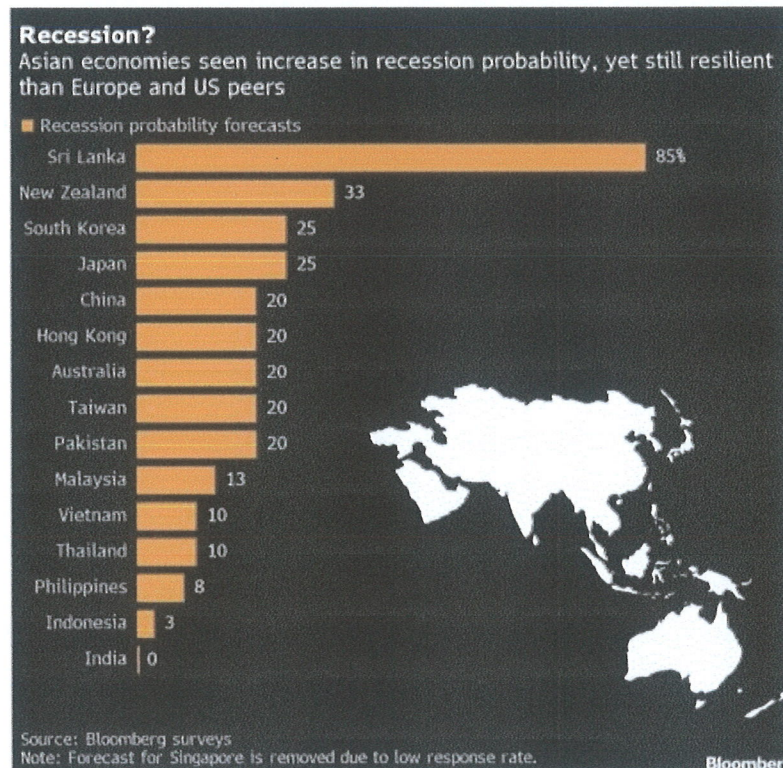 Recession?
Asian economies seen increase in recession probability, yet still resilient
than Europe and US peers
Recession probability forecasts
Sri Lanka 85%
New Zealand 33
South Korea 25
Japan 25
China 20
Hong Kong 20
Australia 20
Taiwan 20
Pakistan 20
Malaysia 13
Vietnam 10
Thailand 10
Philippines 8
Indonesia 3
India 0
Source: Bloomberg surveys
Note: Forecast for Singapore is removed due to low response rate.
Bloomber